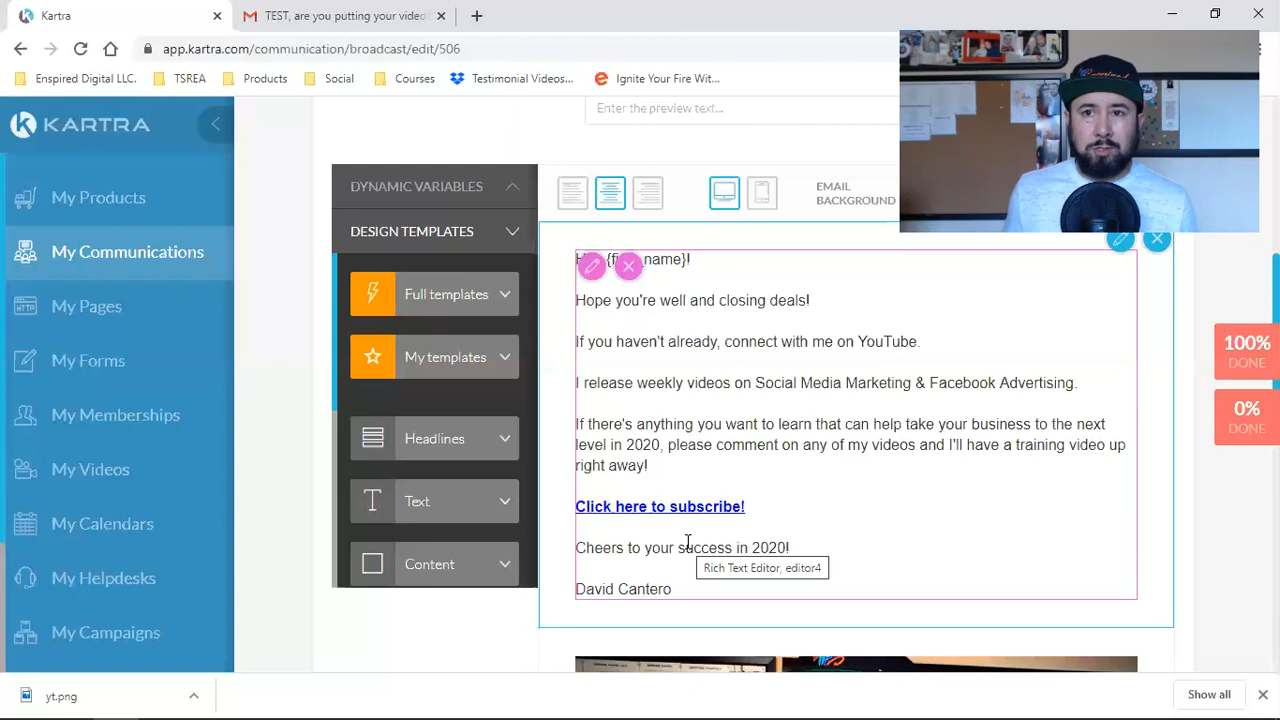 Kartra
TEST, are you putting your video
app.kartra.com/communication/broadcast/edit/506
Enspired Digital LLC.
TSREA
Products
Social
Courses
Testimonial Videos...
Ignite Your Fire Wit...
KARTRA
My Products
My Communications
My Pages
My Forms
My Memberships
My Videos
My Calendars
My Helpdesks
My Campaigns
Enter the preview text...
DYNAMIC VARIABLES
DESIGN TEMPLATES
Full templates
My templates
Headlines
Text
Content
EMAIL
BACKGROUND
name}!
Hope you're well and closing deals!
If you haven't already, connect with me on YouTube.
I release weekly videos on Social Media Marketing & Facebook Advertising.
If there's anything you want to learn that can help take your business to the next
level in 2020, please comment on any of my videos and I'll have a training video up
right away!
Click here to subscribe!
Cheers to your success in 2020!
Rich Text Editor, editor4
David Cantero
100%
DONE
0%
DONE
yt.png
Show all